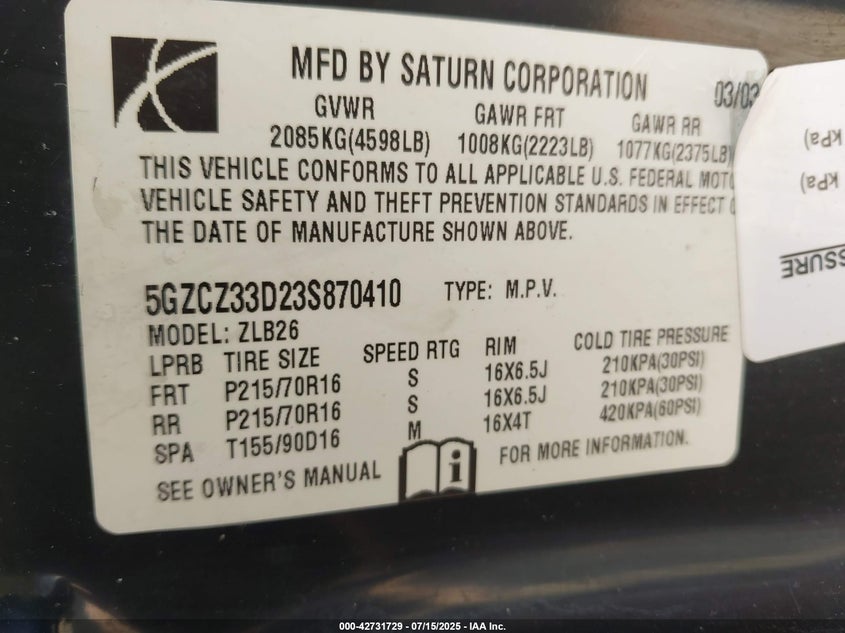 MFD BY SATURN CORPORATION 03/03
GVWR GAWR FRT GAWR RR
2085KG(4598LB) 1008KG(2223LB) 1077KG(2375LB)
THIS VEHICLE CONFORMS TO ALL APPLICABLE U.S. FEDERAL
VEHICLE SAFETY AND THEFT PREVENTION STANDARDS IN EFFECT
THE DATE OF MANUFACTURE SHOWN ABOVE.
5GZCZ33D23S870410 TYPE: M.P.V.
MODEL: ZLB26
LPRB TIRE SIZE SPEED RTG RIM COLD TIRE PRESSURE
FRT P215/70R16 S 16X6.5J 210KPA(30PSI)
RR P215/70R16 S 16X6.5J 210KPA(30PSI)
SPA T155/90D16 M 16X4T 420KPA(60PSI)
SEE OWNER'S MANUAL i FOR MORE INFORMATION.
kPa)
kPa)
000-42731729 - 07/15/2025 - IAA Inc.